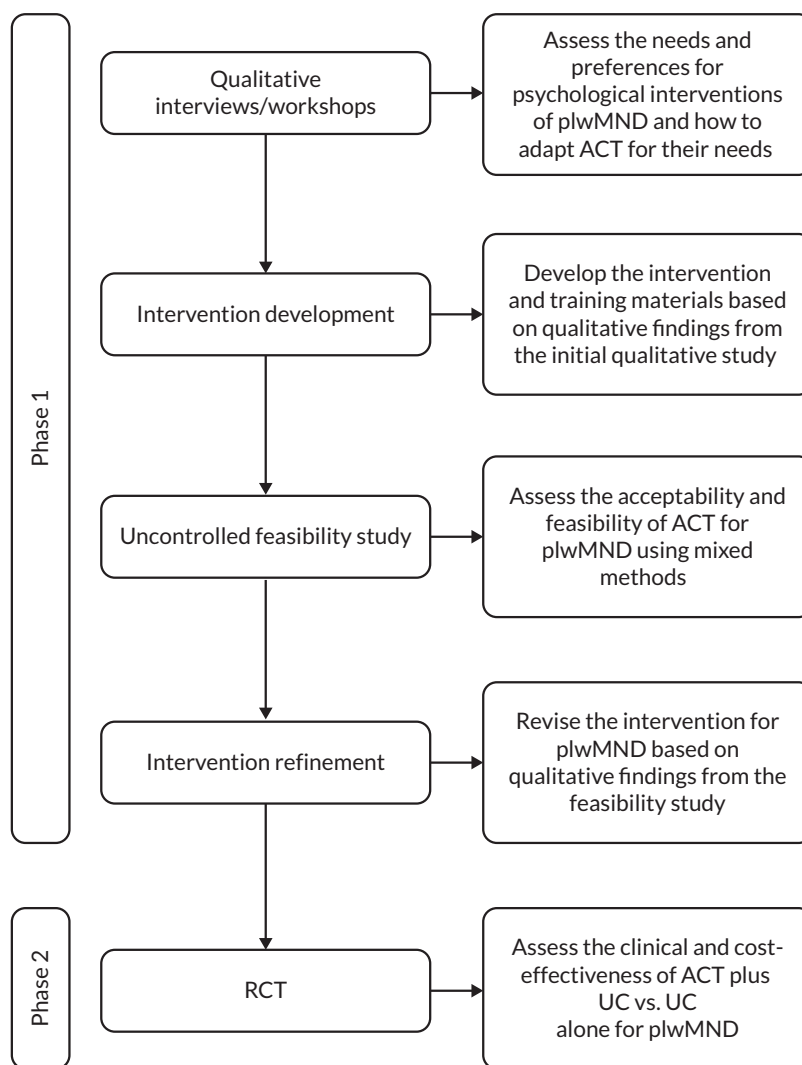 Phase 1
Qualitative
interviews/workshops
Assess the needs and
preferences for
psychological interventions
of plwMND and how to
adapt ACT for their needs
Intervention development
Develop the intervention
and training materials based
on qualitative findings from
the initial qualitative study
Uncontrolled feasibility study
Assess the acceptability and
feasibility of ACT for
plwMND using mixed
methods
Intervention refinement
Revise the intervention for
plwMND based on
qualitative findings from the
feasibility study
Phase 2
RCT
Assess the clinical and cost-
effectiveness of ACT plus
UC vs. UC
alone for plwMND